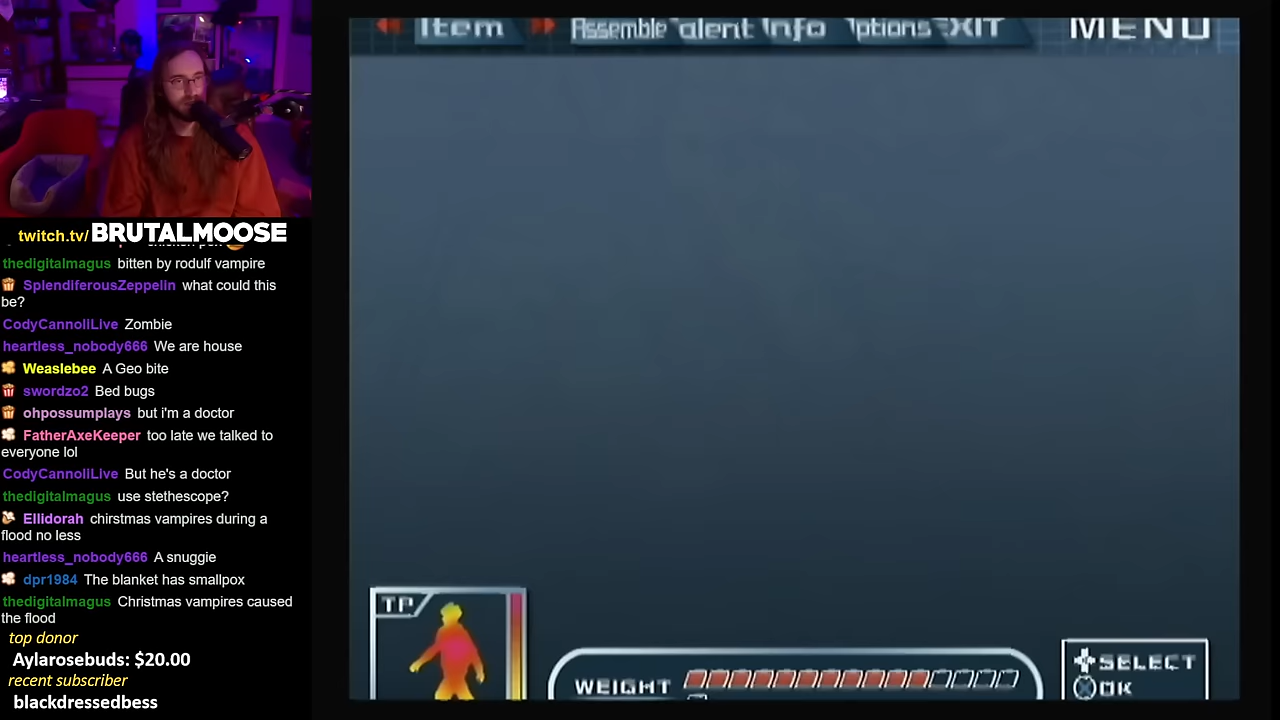 Item Assemble alent Info ptions EXIT MENU
twitch.tv/BRUTALMOOSE
thedigitalmagus bitten by rodulf vampire
SplendiferousZeppelin what could this
be?
CodyCannoliLive Zombie
heartless_nobody666 We are house
Weaslebee A Geo bite
swordzo2 Bed bugs
ohpossumplays but i'm a doctor
FatherAxeKeeper too late we talked to
everyone lol
CodyCannoliLive But he's a doctor
thedigitalmagus use stethescope?
Ellidorah chirstmas vampires during a
flood no less
heartless_nobody666 A snuggie
dpr1984 The blanket has smallpox
thedigitalmagus Christmas vampires caused
the flood
top donor
Aylarosebuds: $20.00
recent subscriber
blackdressedbess
TP
WEIGHT
SELECT
OK